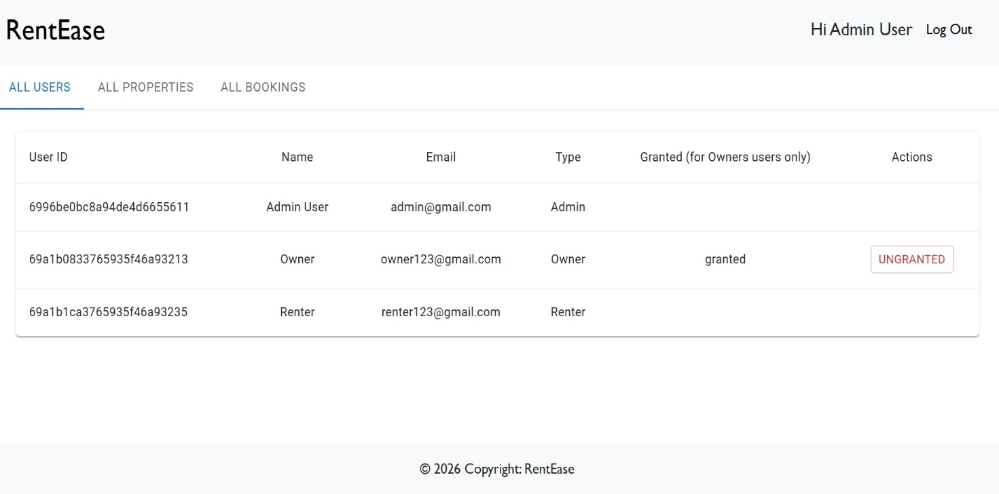 RentEase
Hi Admin User Log Out
ALL USERS ALL PROPERTIES ALL BOOKINGS
User ID Name Email Type Granted (for Owners users only) Actions
6996be0bc8a94de4d6655611 Admin User admin@gmail.com Admin
69a1b0833765935f46a93213 Owner owner123@gmail.com Owner granted UNGRANTED
69a1b1ca3765935f46a93235 Renter renter123@gmail.com Renter
© 2026 Copyright: RentEase